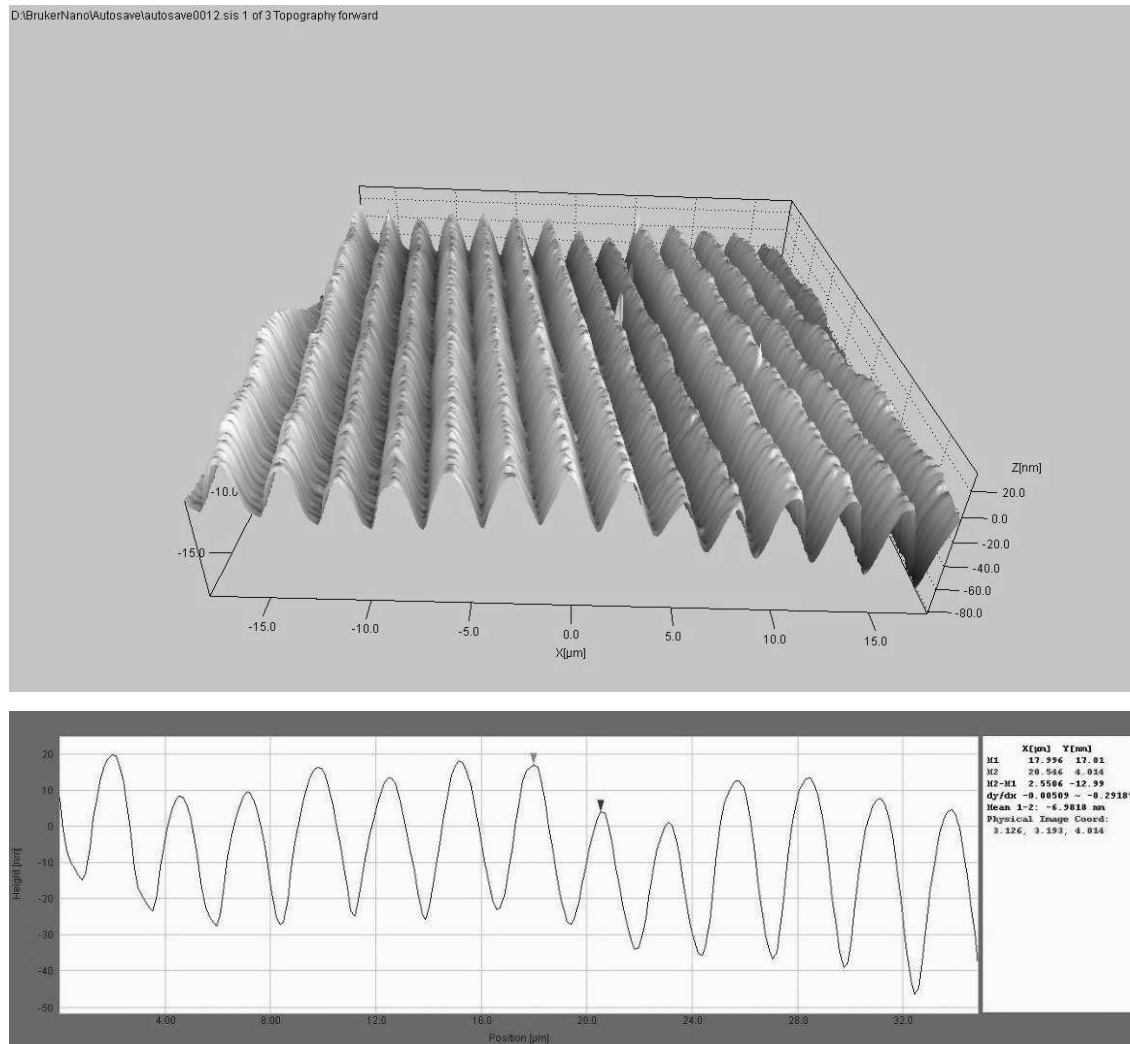 D:\BrukerNano\Autosave\autosave0012.sis 1 of 3 Topography forward
Z[nm]
20.0
0.0
-20.0
-40.0
-60.0
-80.0
-10.0
-15.0
-15.0 -10.0 -5.0 0.0 5.0 10.0 15.0
X[µm]
X[µm] Y[nm]
M1 17.996 17.01
M2 20.546 4.014
M2-M1 2.5506 -12.99
dy/dx -0.00509 ~ -0.2918°
Mean 1-2: -6.9818 nm
Physical Image Coord:
3.126, 3.193, 4.014
Height [nm]
20
10
0
-10
-20
-30
-40
-50
4.00 8.00 12.0 16.0 20.0 24.0 28.0 32.0
Position [µm]